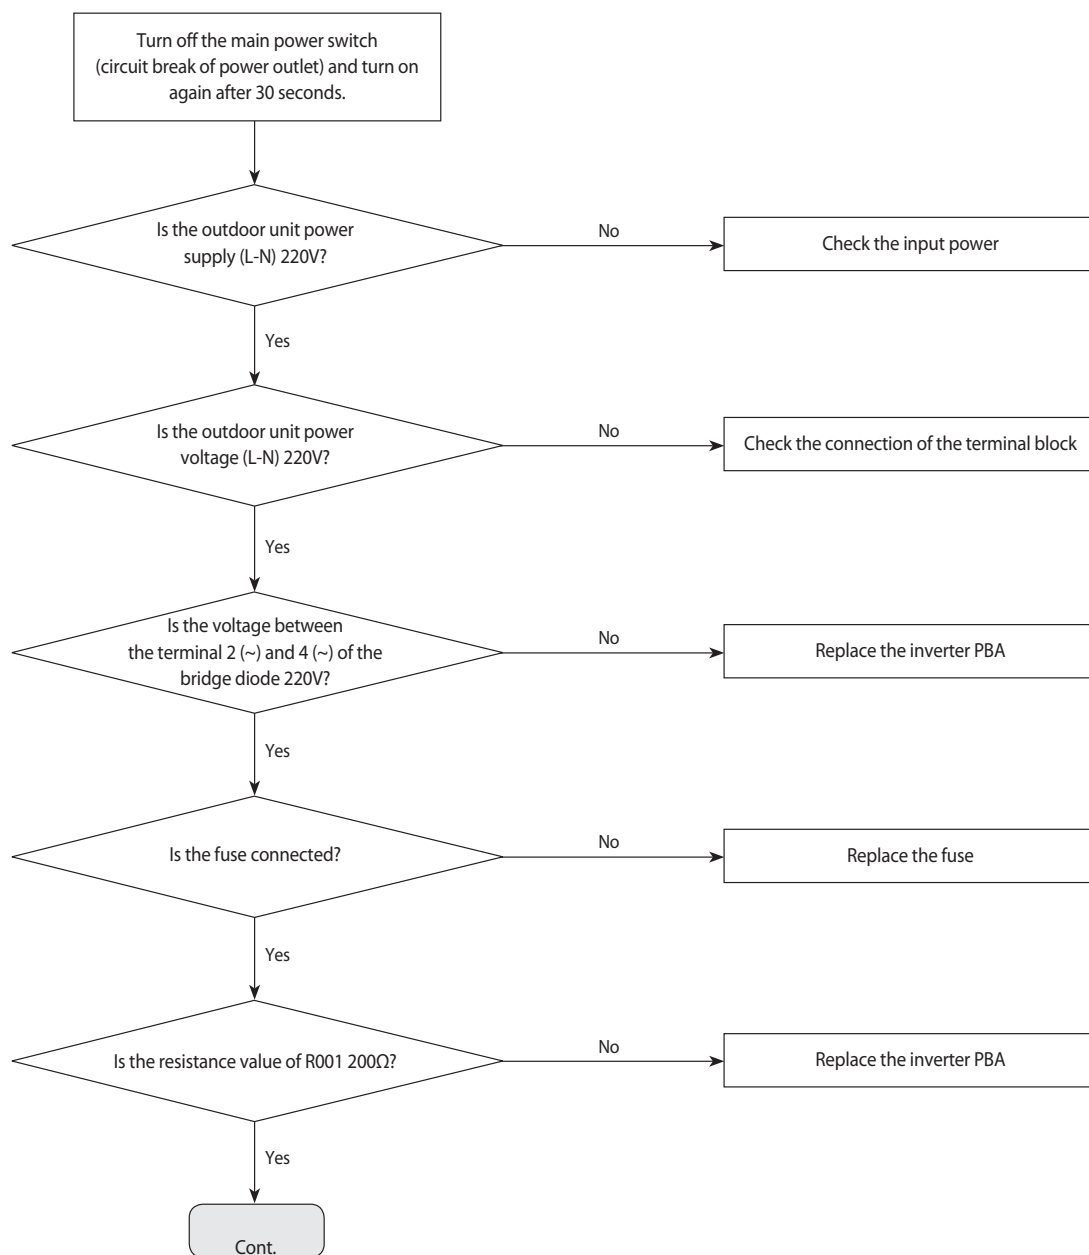 Turn off the main power switch
(circuit break of power outlet) and turn on
again after 30 seconds.
Is the outdoor unit power
supply (L-N) 220V?
No
Check the input power
Yes
Is the outdoor unit power
voltage (L-N) 220V?
No
Check the connection of the terminal block
Yes
Is the voltage between
the terminal 2 (~) and 4 (~) of the
bridge diode 220V?
No
Replace the inverter PBA
Yes
Is the fuse connected?
No
Replace the fuse
Yes
Is the resistance value of R001 200Ω?
No
Replace the inverter PBA
Yes
Cont.